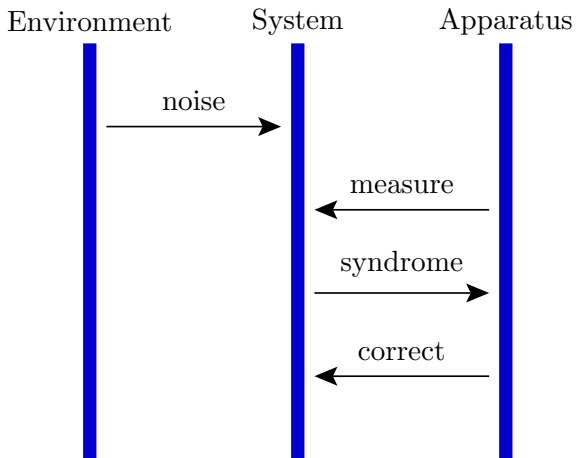 Environment System Apparatus
noise
measure
syndrome
correct